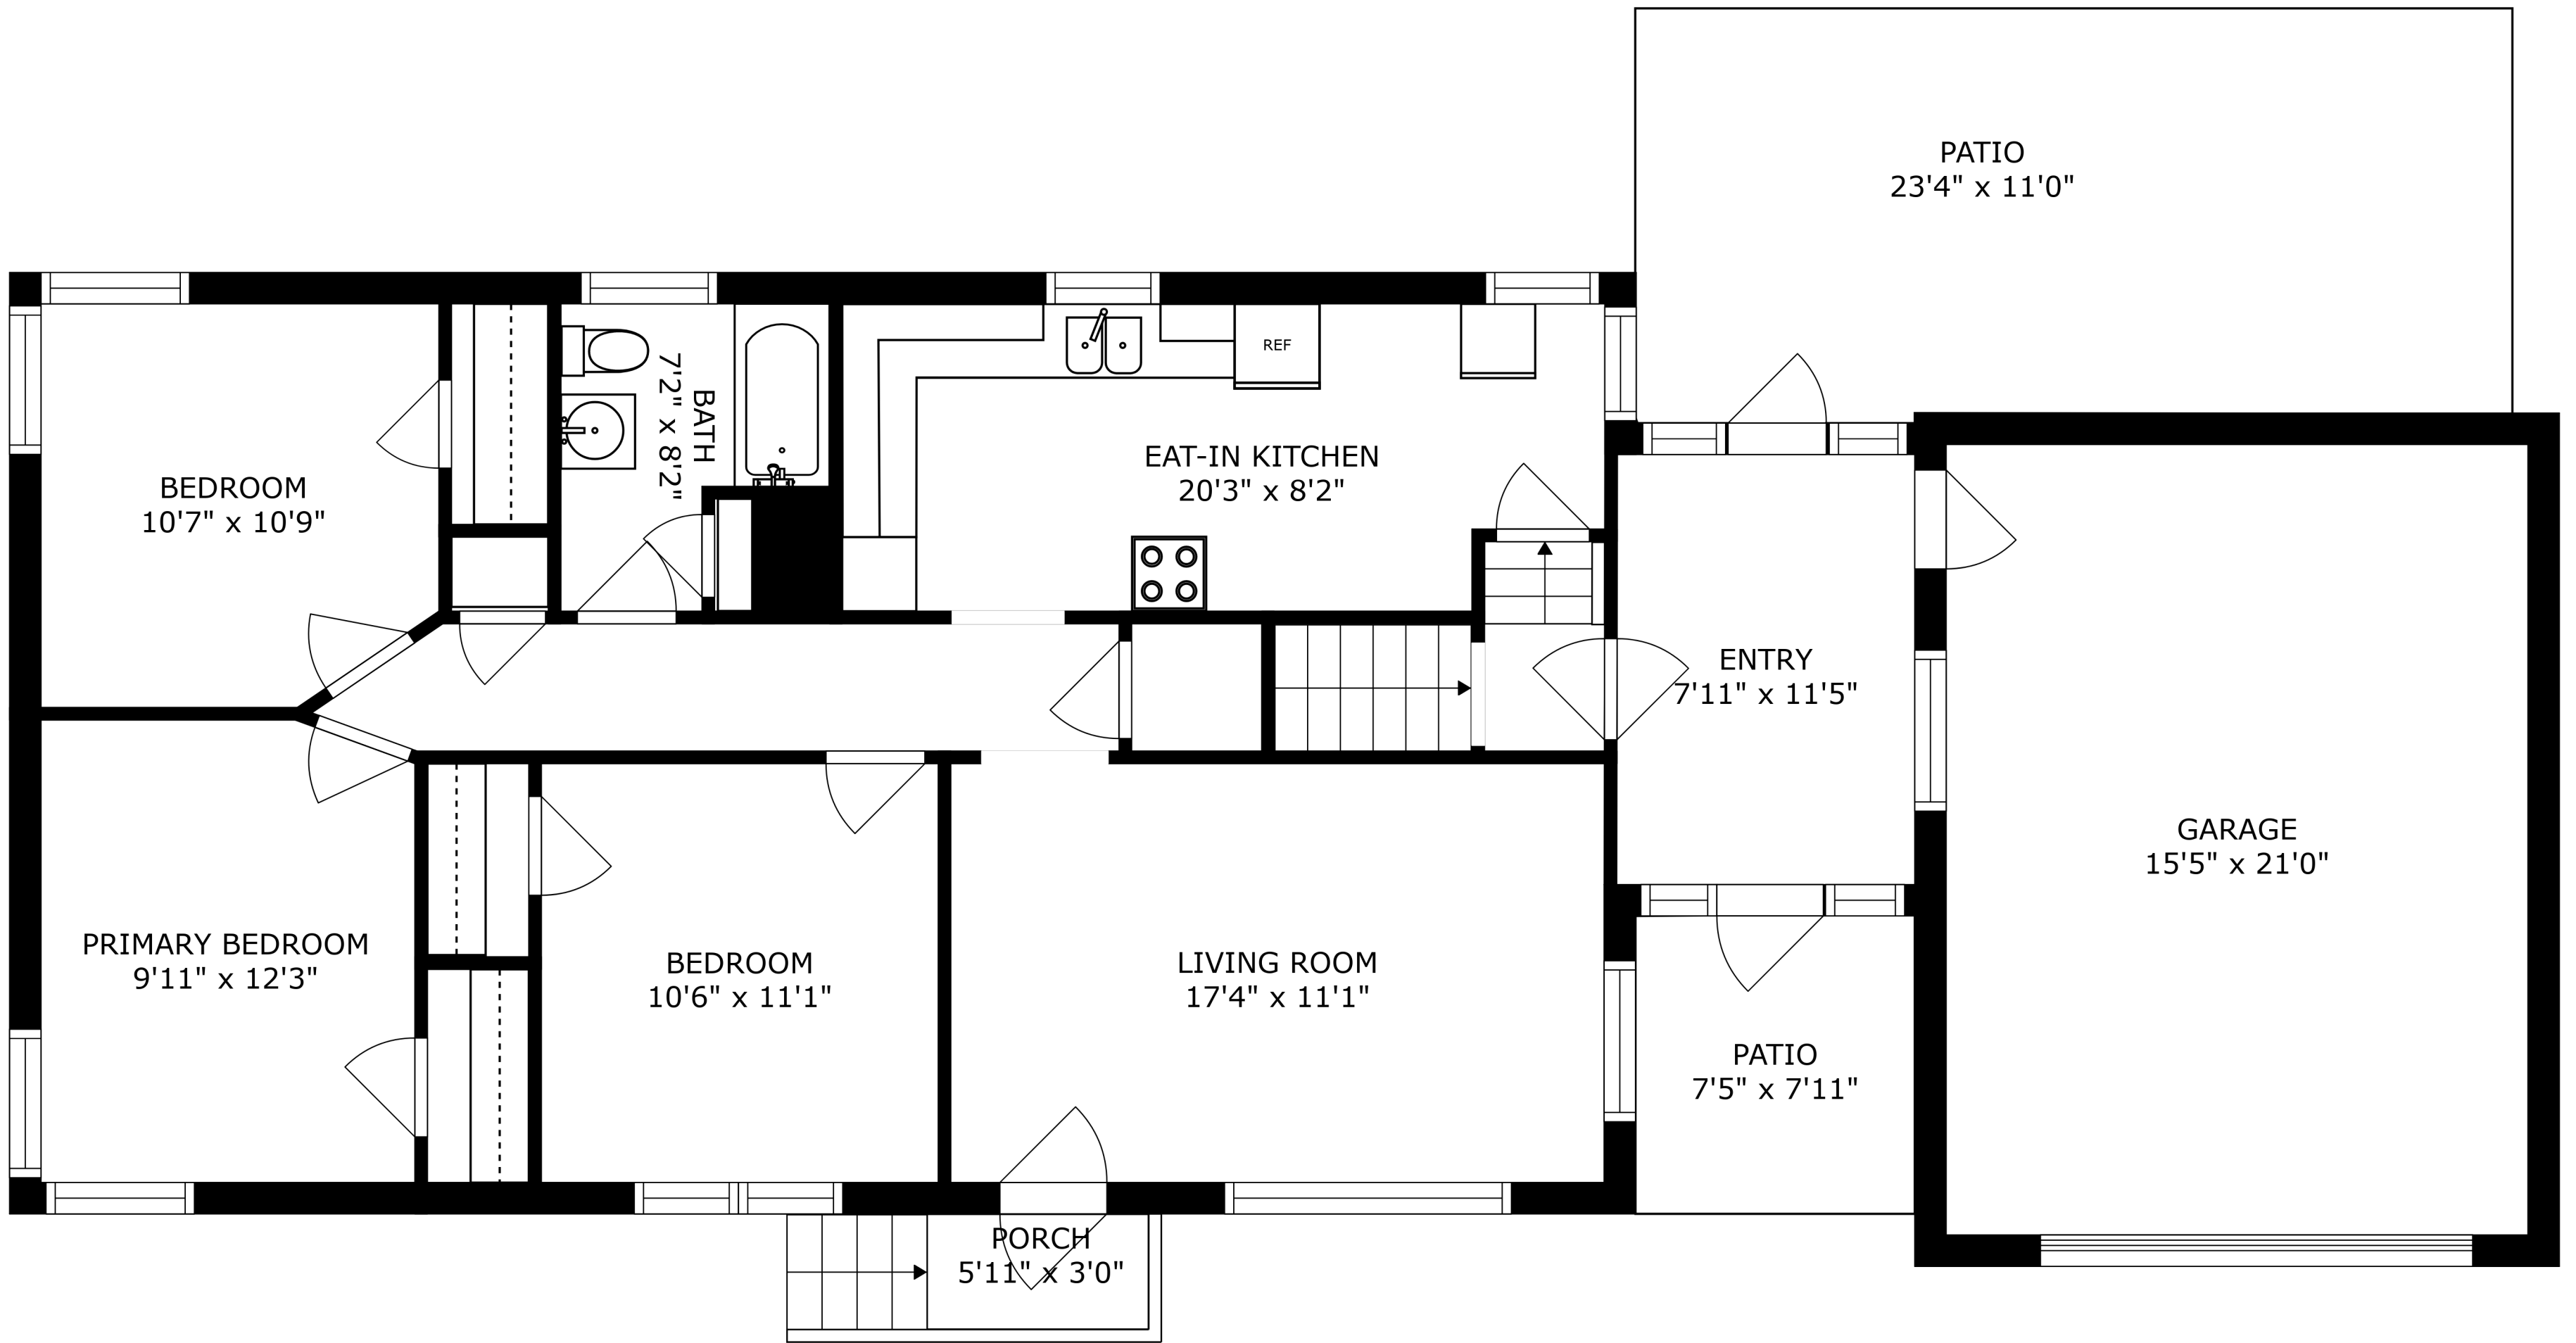 PATIO
23'4" x 11'0"
REF
BATH
7'2" x 8'2"
EAT-IN KITCHEN
20'3" x 8'2"
BEDROOM
10'7" x 10'9"
ENTRY
7'11" x 11'5"
GARAGE
15'5" x 21'0"
PRIMARY BEDROOM
9'11" x 12'3"
BEDROOM
10'6" x 11'1"
LIVING ROOM
17'4" x 11'1"
PATIO
7'5" x 7'11"
PORCH
5'11" x 3'0"